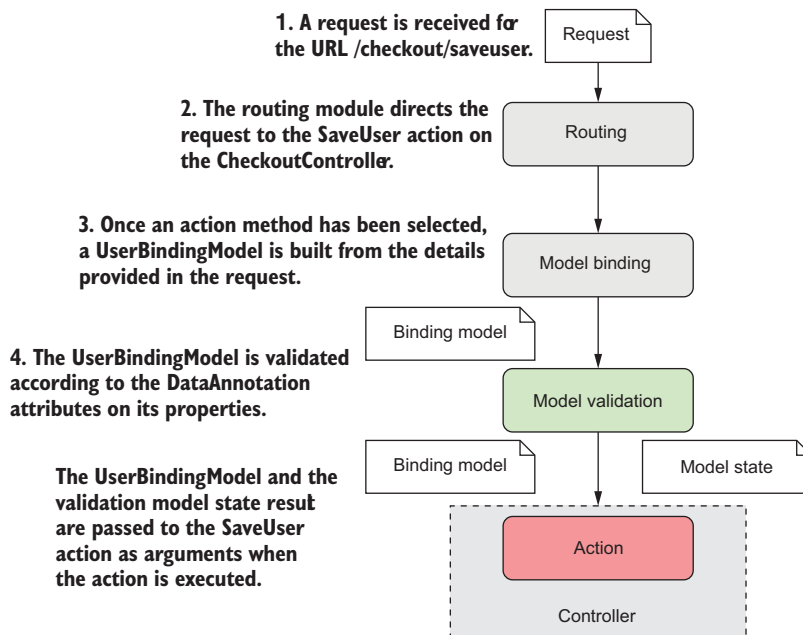 1. A request is received for
the URL /checkout/saveuser.
Request
2. The routing module directs the
request to the SaveUser action on
the CheckoutController.
Routing
3. Once an action method has been selected,
a UserBindingModel is built from the details
provided in the request.
Model binding
Binding model
4. The UserBindingModel is validated
according to the DataAnnotation
attributes on its properties.
Model validation
Binding model
Model state
The UserBindingModel and the
validation model state result
are passed to the SaveUser
action as arguments when
the action is executed.
Action
Controller